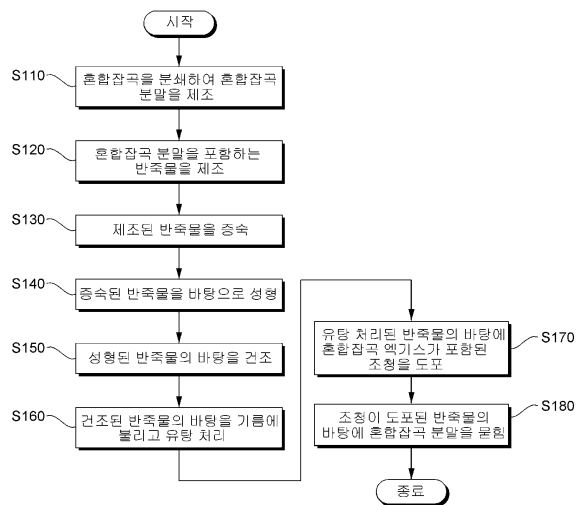 시작
S110
혼합잡곡을 분쇄하여 혼합잡곡
분말을 제조
S120
혼합잡곡 분말을 포함하는
반죽물을 제조
S130
제조된 반죽물을 증숙
S140
증숙된 반죽물을 바탕으로 성형
S150
성형된 반죽물의 바탕을 건조
S160
건조된 반죽물의 바탕을 기름에
불리고 유탕 처리
유탕 처리된 반죽물의 바탕에
혼합잡곡 엑기스가 포함된
조청을 도포
S170
조청이 도포된 반죽물의
바탕에 혼합잡곡 분말을 묻힘
S180
종료